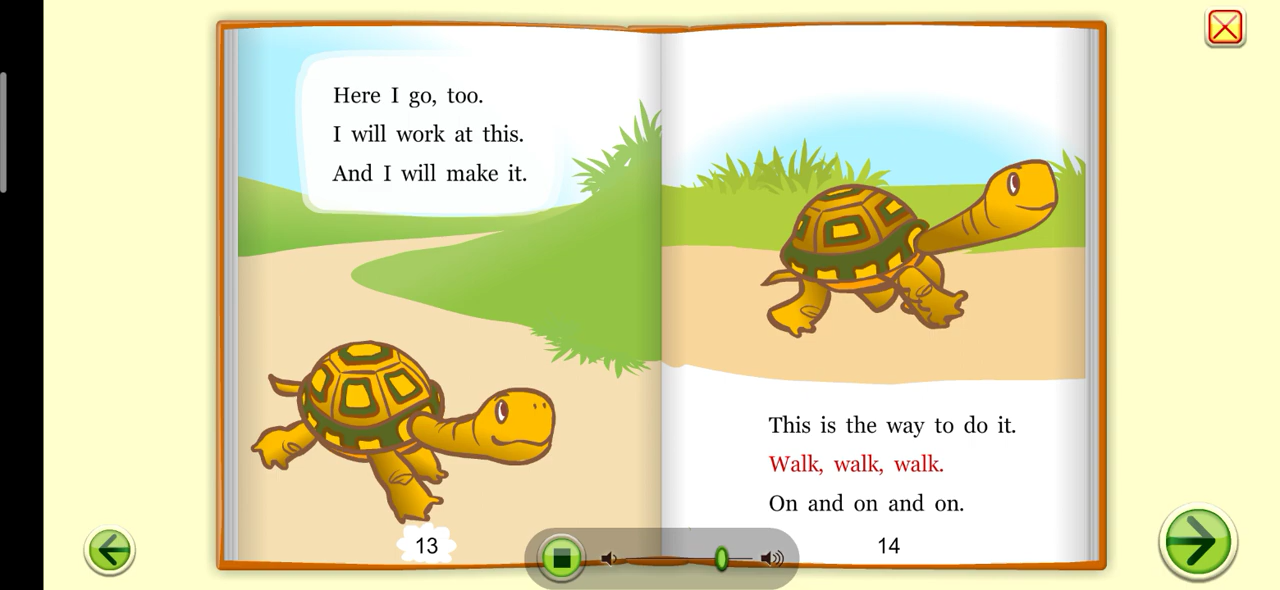 Here I go, too.
I will work at this.
And I will make it.
13
This is the way to do it.
Walk, walk, walk.
On and on and on.
14